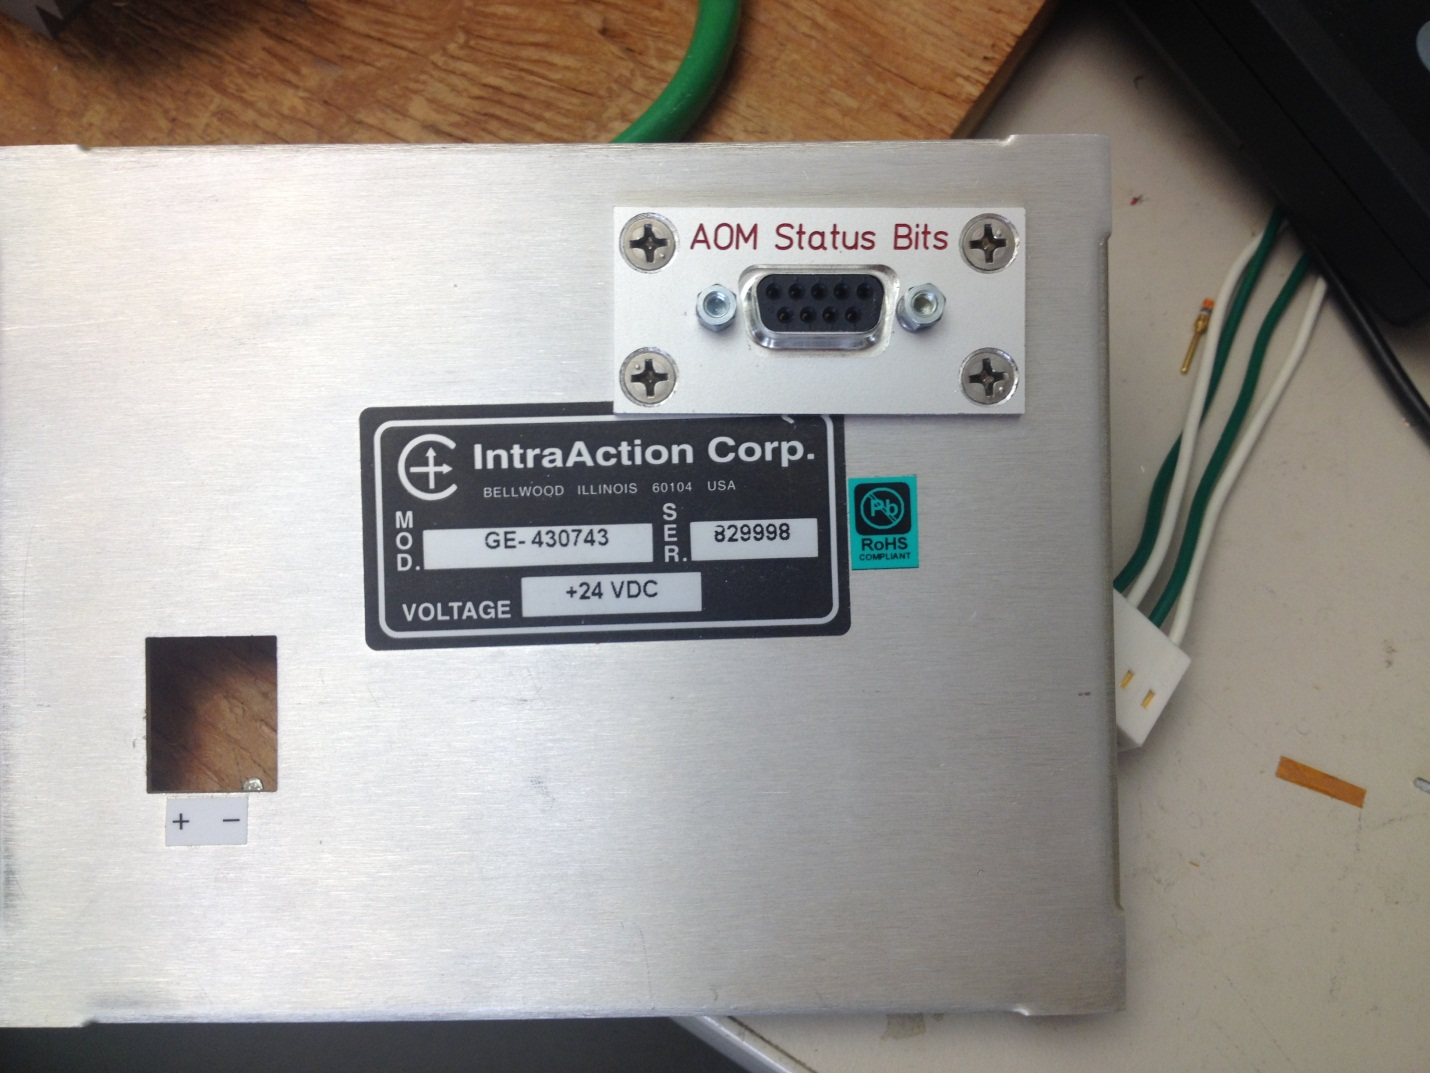 AOM Status Bits
IntraAction Corp.
BELLWOOD ILLINOIS 60104 USA
MOD. GE-430743 SER. 829998
VOLTAGE +24 VDC
Pb
RoHS
COMPLIANT
+ -